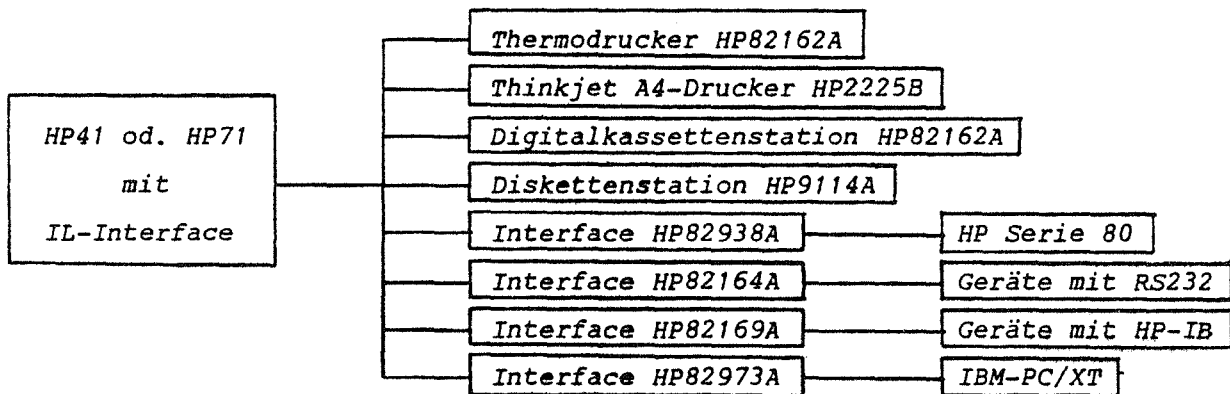 Thermodrucker HP82162A
Thinkjet A4-Drucker HP2225B
HP41 od. HP71
mit
IL-Interface
Digitalkassettenstation HP82162A
Diskettenstation HP9114A
Interface HP82938A
HP Serie 80
Interface HP82164A
Geräte mit RS232
Interface HP82169A
Geräte mit HP-IB
Interface HP82973A
IBM-PC/XT